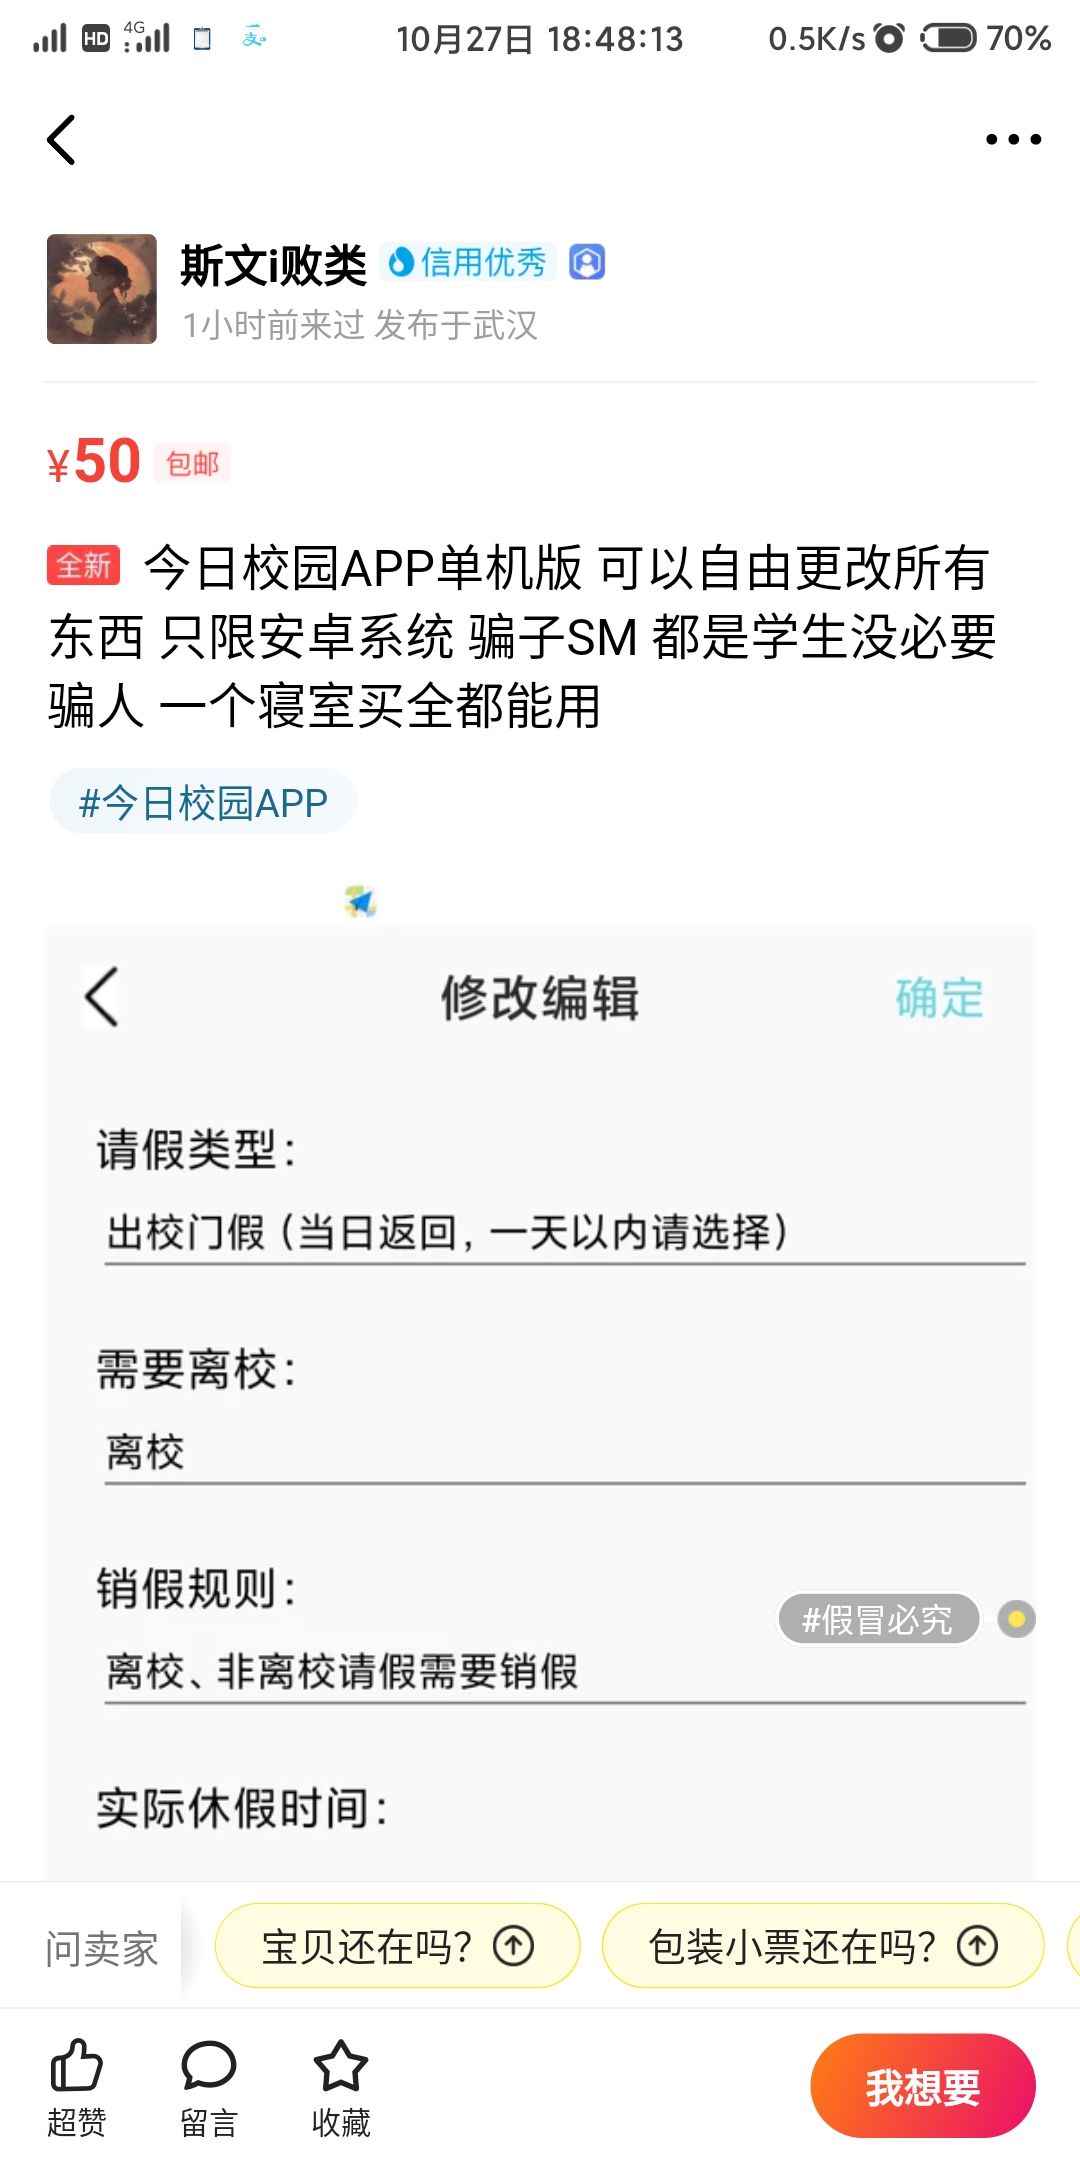 HD 4G 支 10月27日 18:48:13 0.5K/s 70%
斯文i败类 信用优秀
1小时前来过 发布于武汉
¥50 包邮
全新 今日校园APP单机版 可以自由更改所有
东西 只限安卓系统 骗子SM 都是学生没必要
骗人 一个寝室买全都能用
#今日校园APP
修改编辑 确定
请假类型：
出校门假（当日返回，一天以内请选择）
需要离校：
离校
销假规则：
#假冒必究
离校、非离校请假需要销假
实际休假时间：
问卖家 宝贝还在吗？ 包装小票还在吗？
超赞 留言 收藏 我想要